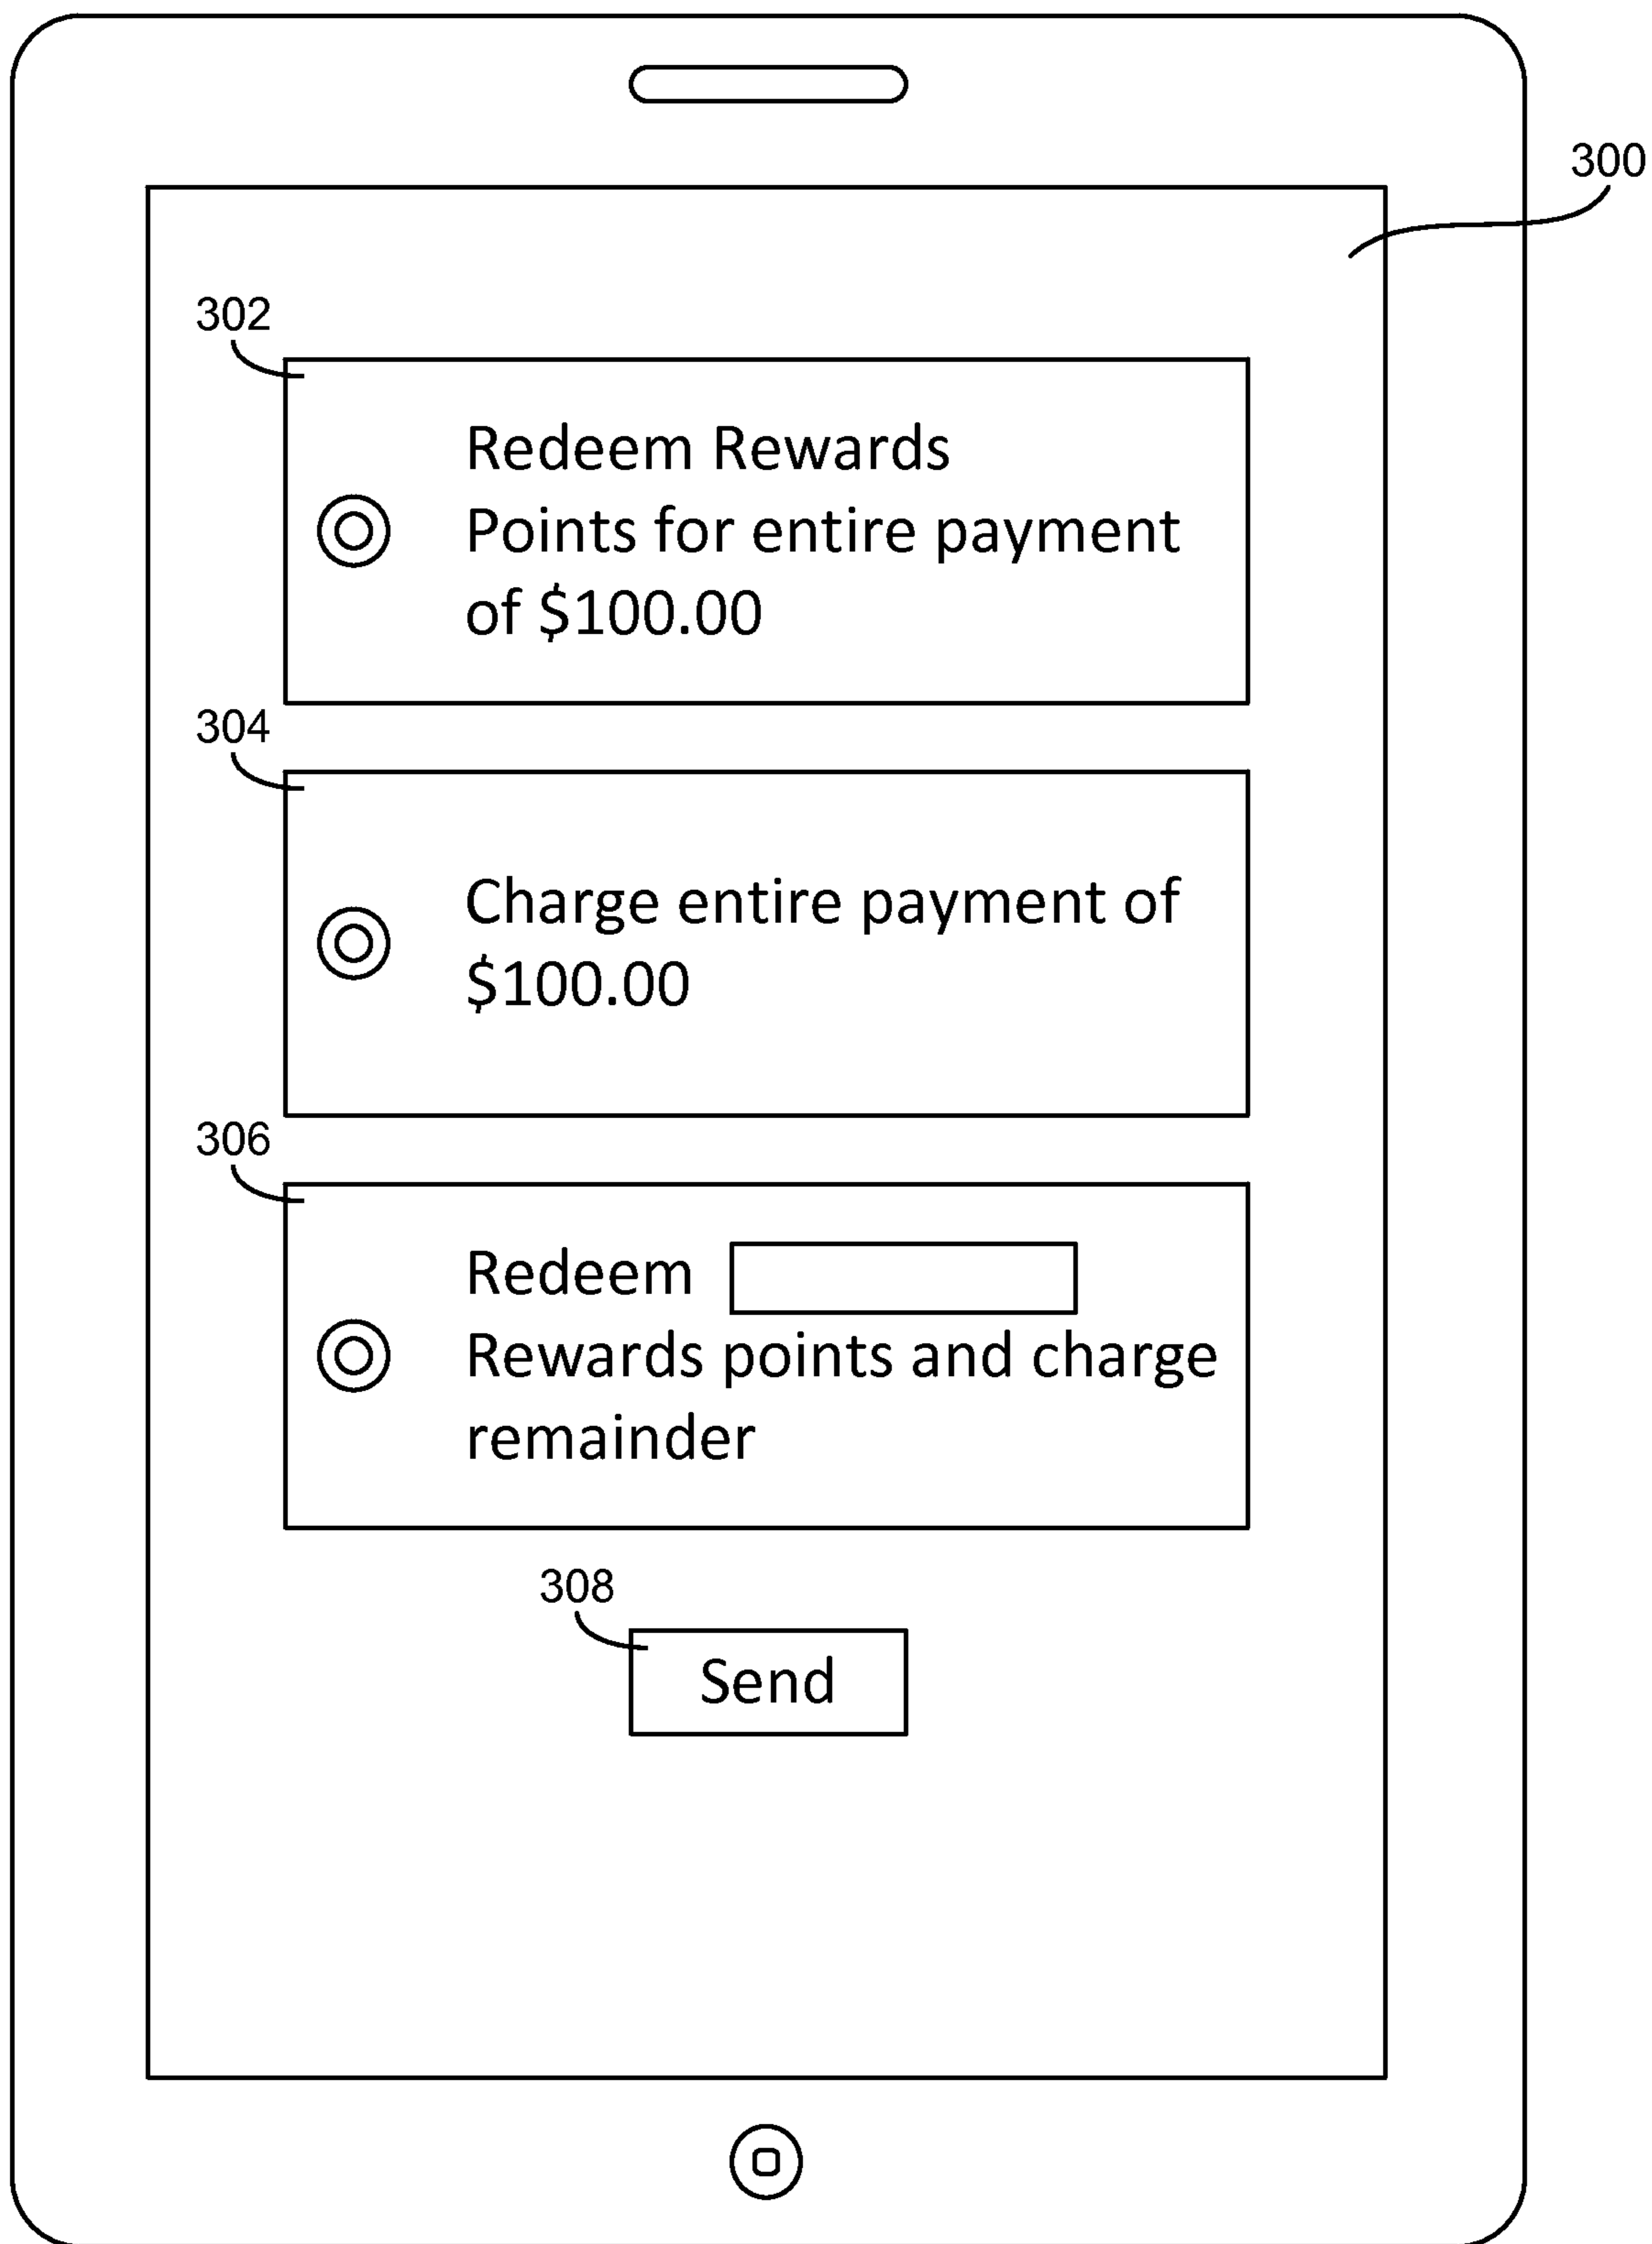 300
302
Redeem Rewards
Points for entire payment
of $100.00
304
Charge entire payment of
$100.00
306
Redeem
Rewards points and charge
remainder
308
Send